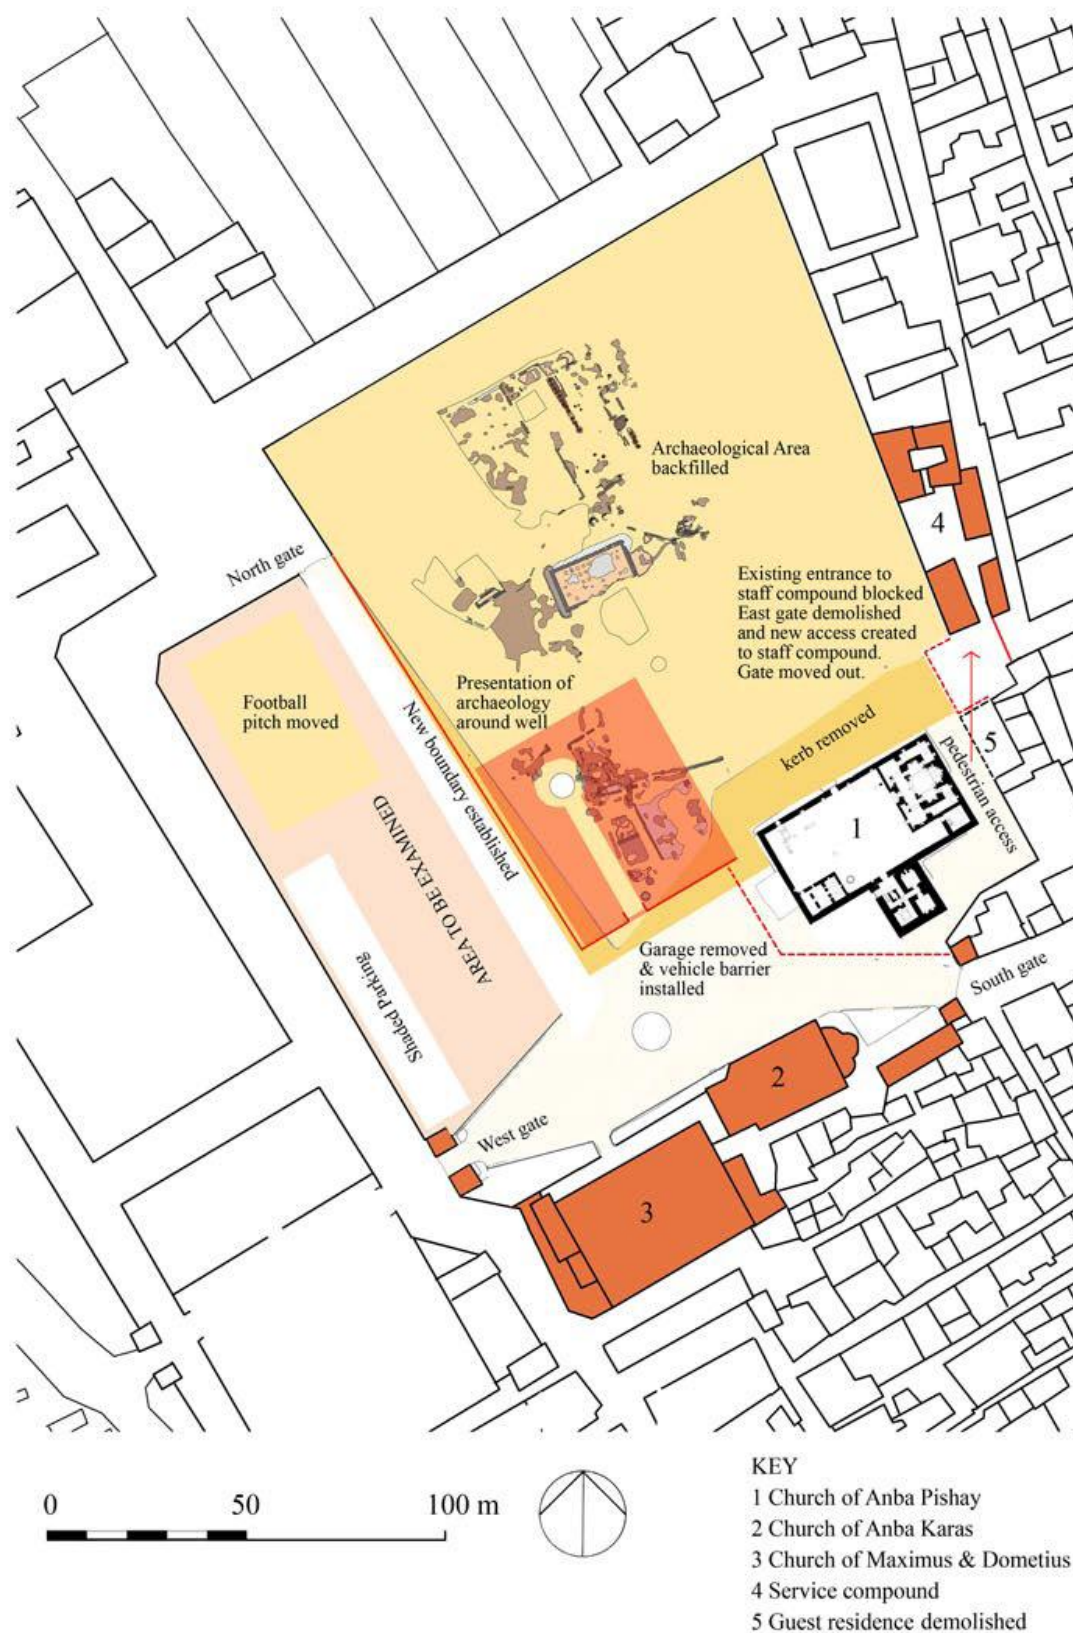 Archaeological Area
backfilled
North gate
4
Existing entrance to
staff compound blocked
East gate demolished
and new access created
to staff compound.
Gate moved out.
Presentation of
archaeology
around well
Football
pitch moved
New boundary established
kerb removed
5
pedestrian access
1
AREA TO BE EXAMINED
Garage removed
& vehicle barrier
installed
South gate
Shaded Parking
2
West gate
3
0 50 100 m
KEY
1 Church of Anba Pishay
2 Church of Anba Karas
3 Church of Maximus & Dometius
4 Service compound
5 Guest residence demolished